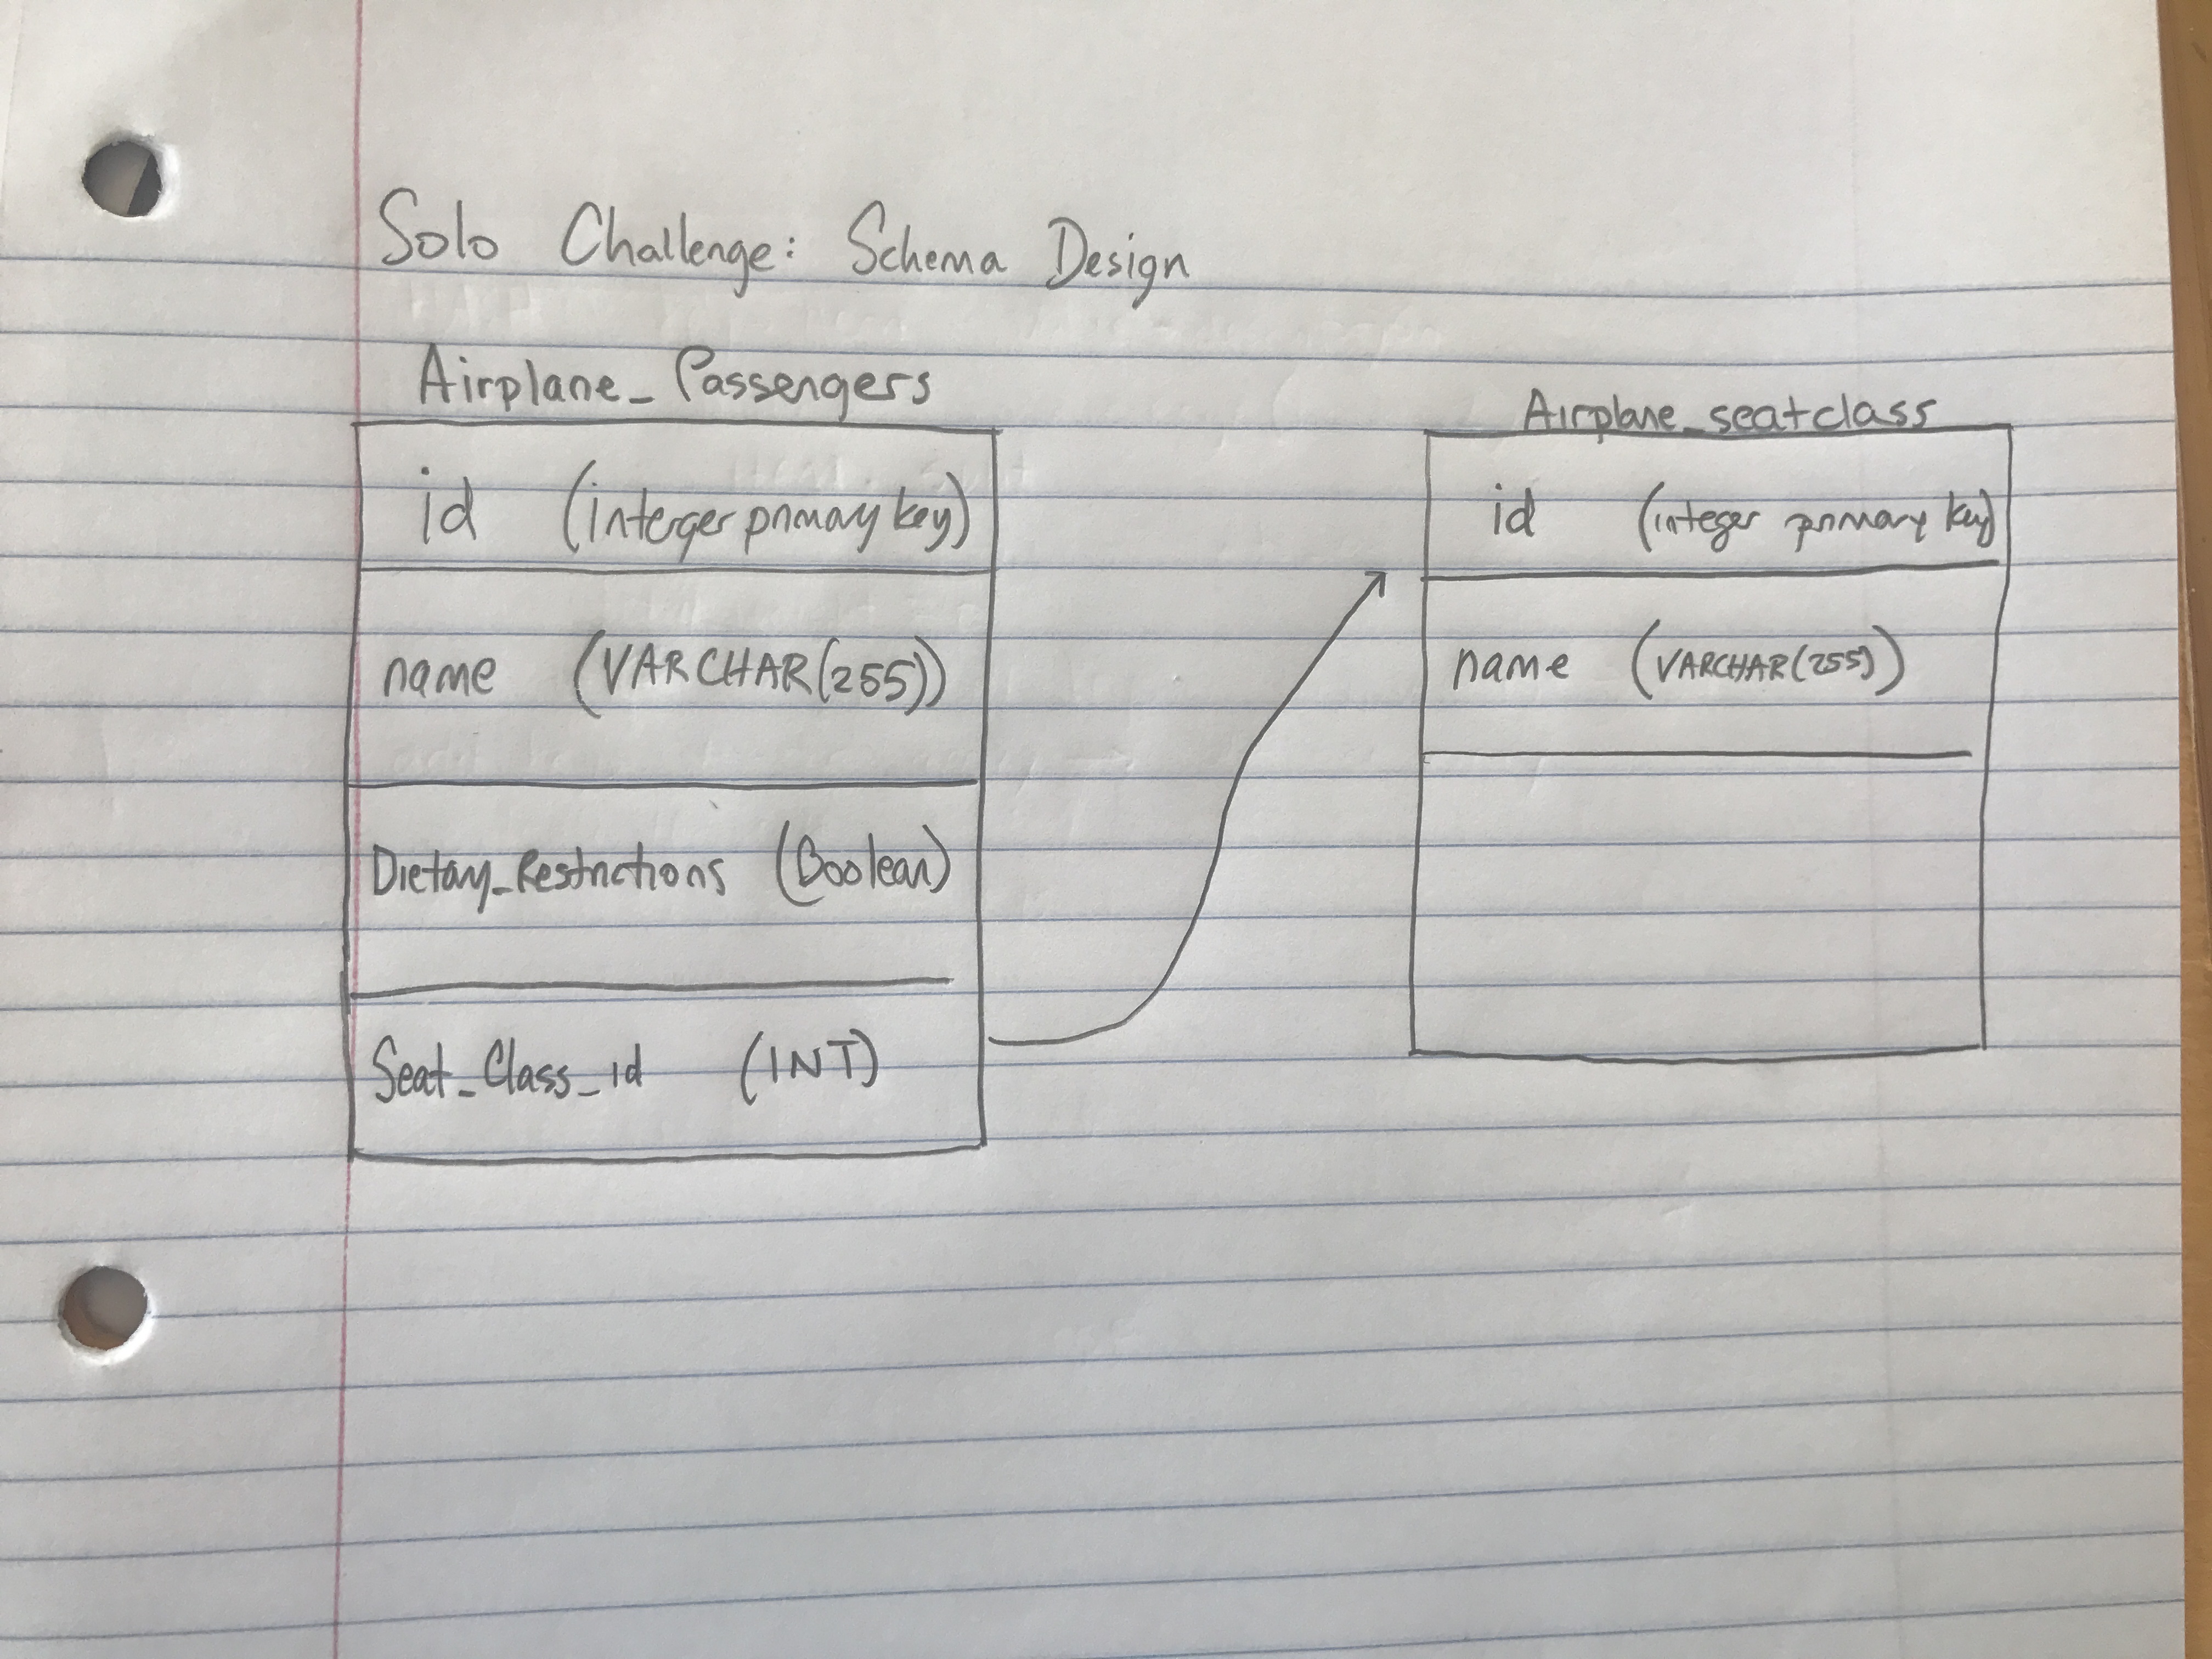 Solo Challenge: Schema Design
Airplane_Passengers
id (interger primary key)
name (VARCHAR(255))
Dietary_Restrictions (Boolean)
Seat_Class_id (INT)
Airplane_seatclass
id (integer primary key)
name (VARCHAR(255))